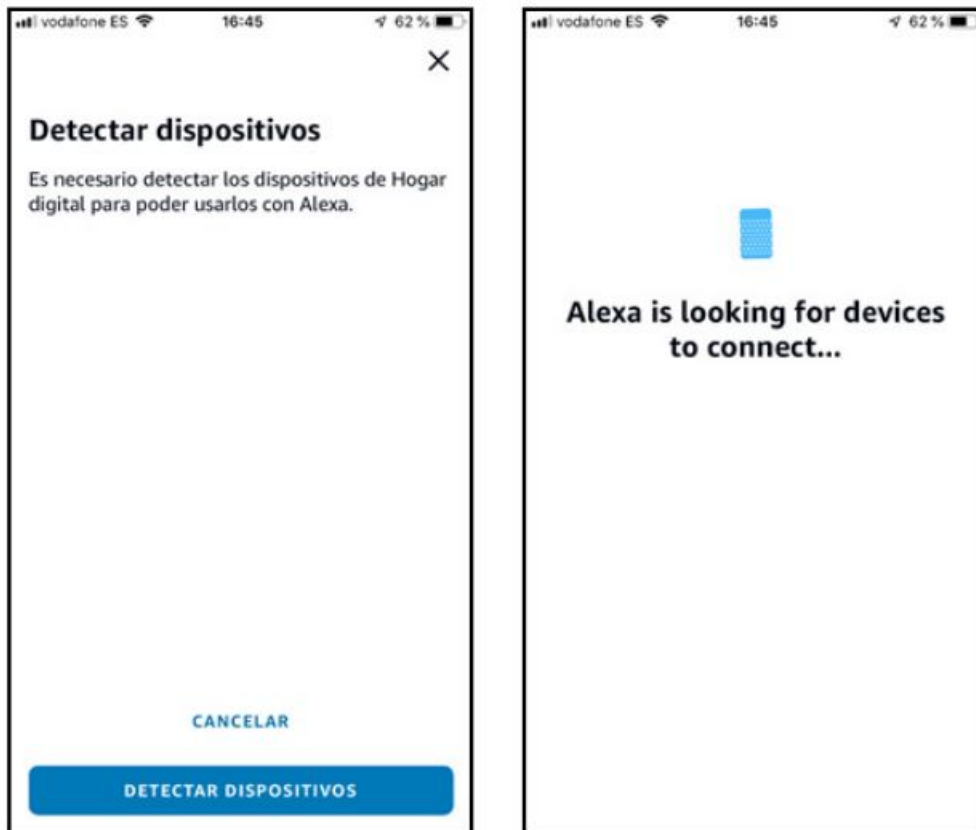 vodafone ES 16:45 62 %
Detectar dispositivos
Es necesario detectar los dispositivos de Hogar
digital para poder usarlos con Alexa.
CANCELAR
DETECTAR DISPOSITIVOS
vodafone ES 16:45 62 %
Alexa is looking for devices
to connect...